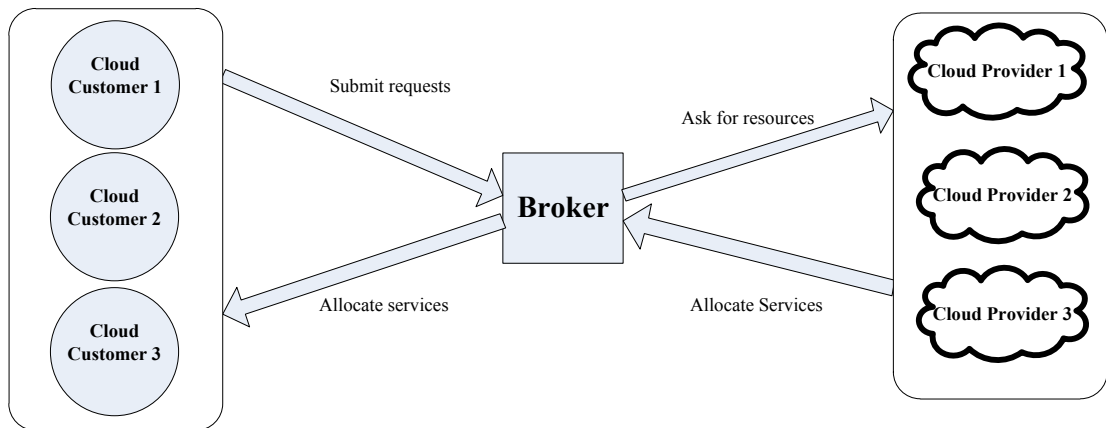 Cloud
Customer 1
Cloud
Customer 2
Cloud
Customer 3
Submit requests
Allocate services
Broker
Ask for resources
Allocate Services
Cloud Provider 1
Cloud Provider 2
Cloud Provider 3